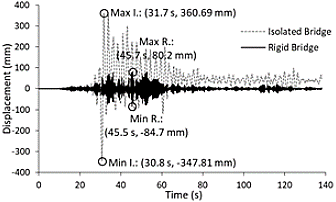 Displacement (mm)
400
300
200
100
0
-100
-200
-300
-400
Max I.: (31.7 s, 360.69 mm)
Max R.:
(45.7 s, 80.2 mm)
Min R.:
(45.5 s, -84.7 mm)
Min I.: (30.8 s, -347.81 mm)
Isolated Bridge
Rigid Bridge
0 20 40 60 80 100 120 140
Time (s)